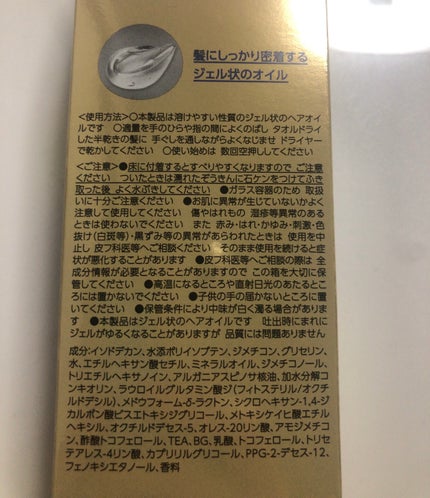 髪にしっかり密着する
ジェル状のオイル
<使用方法>○本製品は溶けやすい性質のジェル状のヘアオイ
ルです ○適量を手のひらや指の間によくのばし タオルドライし
た半乾きの髪に 手ぐしを通しながらよくなじませ ドライヤー
で乾かしてください ○使い始めは 数回空押ししてください
<ご注意>●床に付着するとすべりやすくなりますので ご注意
ください ついたときは濡れたぞうきんに石ケンをつけてふき
取った後 よく水ぶきしてください ●ガラス容器のため 取扱
いに十分ご注意ください ●お肌に異常が生じていないかよく
注意して使用してください 傷やはれもの 湿疹等異常のある
ときは使わないでください また 赤み・はれ・かゆみ・刺激・色
抜け(白斑等)・黒ずみ等の異常があらわれたときは 使用を中
止し 皮フ科医等へご相談ください そのまま使用を続けると症
状が悪化することがあります ●皮フ科医等へご相談の際は 全
成分情報が必要となることがありますので この箱を大切に保
管してください ●高温になるところや直射日光のあたるとこ
ろには置かないでください ●子供の手の届かないところに置
いてください ●保管条件により中味が白く濁る場合がありま
す ●本製品はジェル状のヘアオイルです 吐出時にまれに
ジェルがゆるくなることがありますが 品質には問題ありません
成分:イソドデカン、水添ポリイソブテン、ジメチコン、グリセリン、
水、エチルヘキサン酸セチル、ミネラルオイル、ジメチコノール、
トリエチルヘキサノイン、アルガニアスピノサ核油、加水分解コ
ンキオリン、ラウロイルグルタミン酸ジ(フィトステリル/オクチ
ルドデシル)、メドウフォーム-δ-ラクトン、シクロヘキサン-1,4-ジ
カルボン酸ビスエトキシジグリコール、メトキシケイヒ酸エチル
ヘキシル、オクチルドデセス-5、オレス-20リン酸、アモジメチコ
ン、酢酸トコフェロール、TEA、BG、乳酸、トコフェロール、トリセ
テアレス-4リン酸、カプリリルグリコール、PPG-2-デセス-12、
フェノキシエタノール、香料